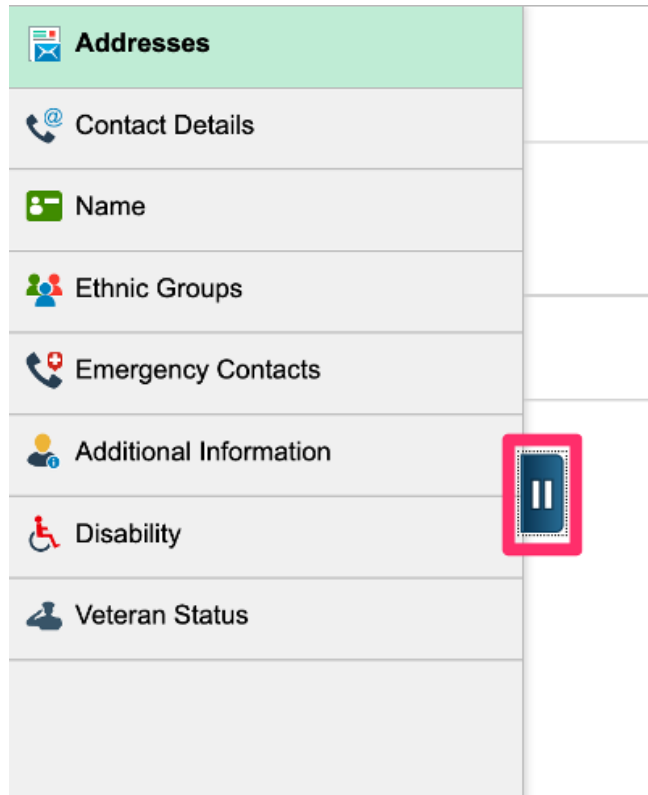 Addresses
Contact Details
Name
Ethnic Groups
Emergency Contacts
Additional Information
Disability
Veteran Status